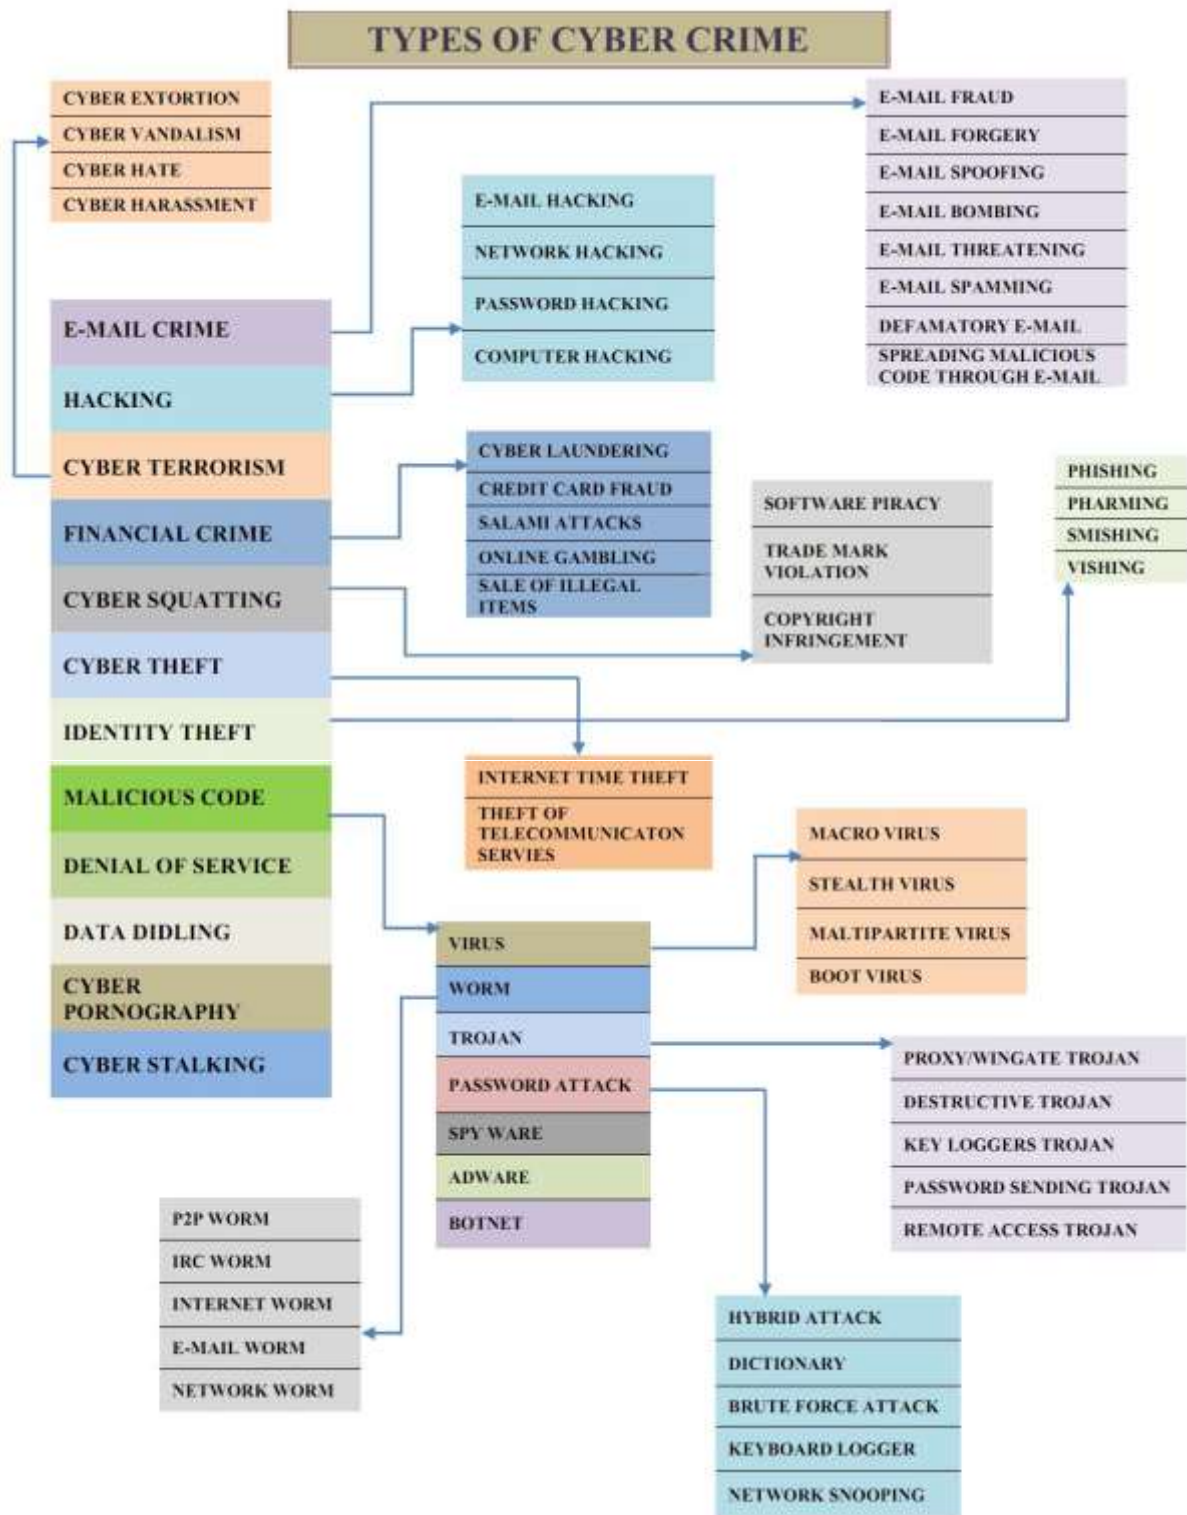 TYPES OF CYBER CRIME
CYBER EXTORTION
CYBER VANDALISM
CYBER HATE
CYBER HARASSMENT
E-MAIL FRAUD
E-MAIL FORGERY
E-MAIL SPOOFING
E-MAIL BOMBING
E-MAIL THREATENING
E-MAIL SPAMMING
DEFAMATORY E-MAIL
SPREADING MALICIOUS
CODE THROUGH E-MAIL
E-MAIL HACKING
NETWORK HACKING
PASSWORD HACKING
COMPUTER HACKING
E-MAIL CRIME
HACKING
CYBER TERRORISM
FINANCIAL CRIME
CYBER SQUATTING
CYBER THEFT
IDENTITY THEFT
MALICIOUS CODE
DENIAL OF SERVICE
DATA DIDLING
CYBER
PORNOGRAPHY
CYBER STALKING
CYBER LAUNDERING
CREDIT CARD FRAUD
SALAMI ATTACKS
ONLINE GAMBLING
SALE OF ILLEGAL
ITEMS
SOFTWARE PIRACY
TRADE MARK
VIOLATION
COPYRIGHT
INFRINGEMENT
PHISHING
PHARMING
SMISHING
VISHING
INTERNET TIME THEFT
THEFT OF
TELECOMMUNICATON
SERVIES
MACRO VIRUS
STEALTH VIRUS
MALTIPARTITE VIRUS
BOOT VIRUS
VIRUS
WORM
TROJAN
PASSWORD ATTACK
SPY WARE
ADWARE
BOTNET
PROXY/WINGATE TROJAN
DESTRUCTIVE TROJAN
KEY LOGGERS TROJAN
PASSWORD SENDING TROJAN
REMOTE ACCESS TROJAN
P2P WORM
IRC WORM
INTERNET WORM
E-MAIL WORM
NETWORK WORM
HYBRID ATTACK
DICTIONARY
BRUTE FORCE ATTACK
KEYBOARD LOGGER
NETWORK SNOOPING